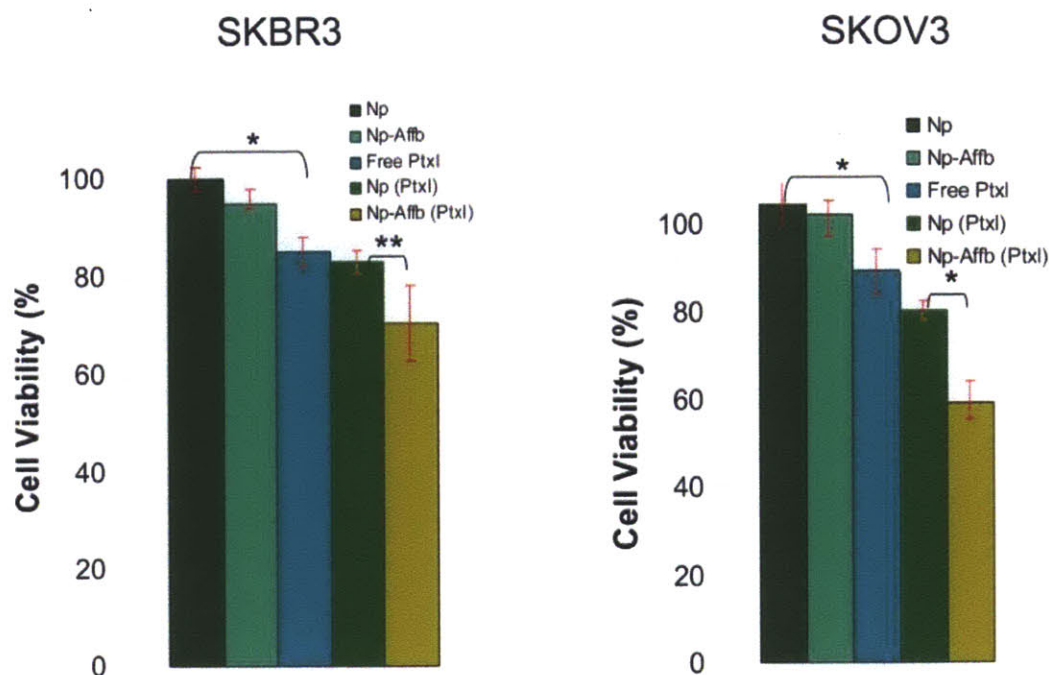 SKBR3
Np
Np-Affb
Free Ptxl
Np (Ptxl)
Np-Affb (Ptxl)
*
**
100
80
60
40
20
0
Cell Viability (%
SKOV3
Np
Np-Affb
Free Ptxl
Np (Ptxl)
Np-Affb (Ptxl)
*
*
100
80
60
40
20
0
Cell Viability (%)